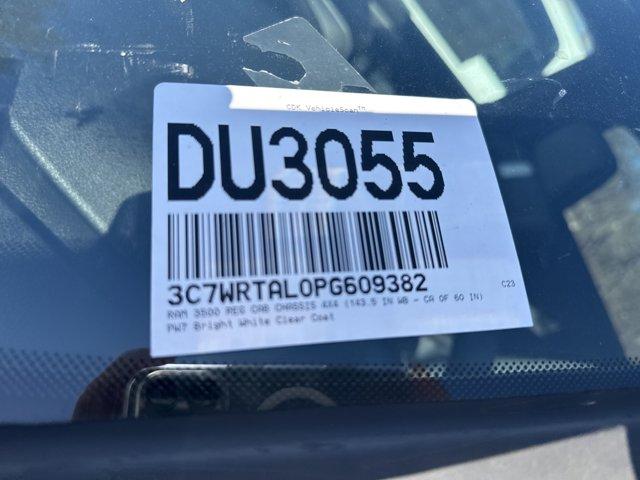 CDK VehicleScan™
DU3055
3C7WRTAL0PG609382
C23
RAM 3500 REG CAB CHASSIS 4X4 (143.5 IN WB - CA OF 60 IN)
PW7 Bright White Clear Coat